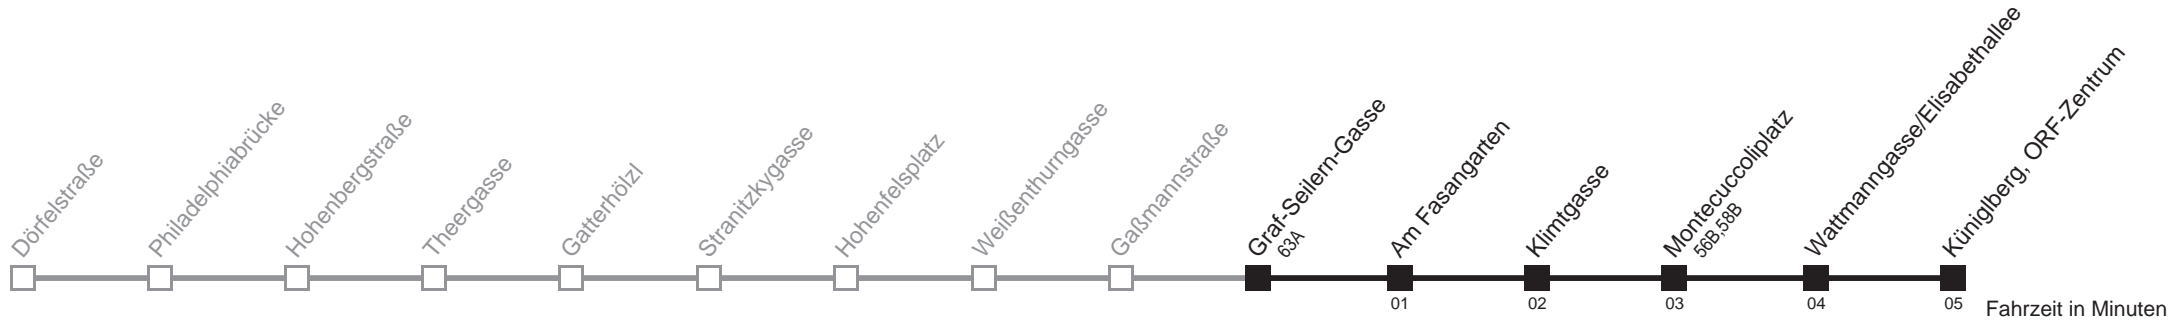 Dörfelstraße
Philadelphiabrücke
Hohenbergstraße
Theergasse
Gatterhölzl
Stranitzkygasse
Hohenfelsplatz
Weißenthurngasse
Gaßmannstraße
Graf-Seilern-Gasse
63A
Am Fasangarten
Klimtgasse
Montecuccoliplatz
56B,58B
Wattmanngasse/Elisabethallee
Küniglberg, ORF-Zentrum
01
02
03
04
05
Fahrzeit in Minuten